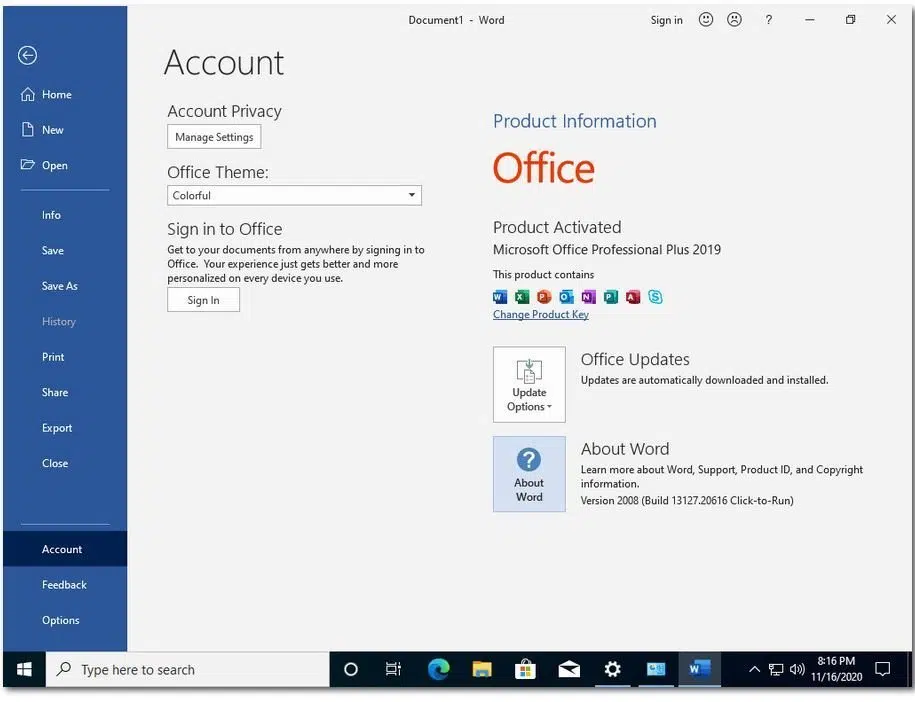 Document1 - Word
Sign in
?
Home
New
Open
Info
Save
Save As
History
Print
Share
Export
Close
Account
Feedback
Options
Account
Account Privacy
Manage Settings
Office Theme:
Colorful
Sign in to Office
Get to your documents from anywhere by signing in to
Office. Your experience just gets better and more
personalized on every device you use.
Sign In
Product Information
Office
Product Activated
Microsoft Office Professional Plus 2019
This product contains
W X P O N P A S
Change Product Key
Update
Options
Office Updates
Updates are automatically downloaded and installed.
?
About
Word
About Word
Learn more about Word, Support, Product ID, and Copyright
information.
Version 2008 (Build 13127.20616 Click-to-Run)
Type here to search
W
8:16 PM
11/16/2020